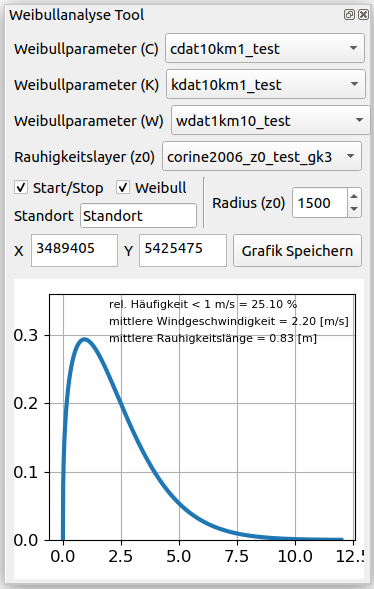 Weibullanalyse Tool
Weibullparameter (C) cdat10km1_test
Weibullparameter (K) kdat10km1_test
Weibullparameter (W) wdat1km10_test
Rauhigkeitslayer (z0) corine2006_z0_test_gk3
Start/Stop Weibull
Radius (z0) 1500
Standort Standort
X 3489405 Y 5425475 Grafik Speichern
rel. Häufigkeit < 1 m/s = 25.10 %
mittlere Windgeschwindigkeit = 2.20 [m/s]
mittlere Rauhigkeitslänge = 0.83 [m]
0.3
0.2
0.1
0.0
0.0 2.5 5.0 7.5 10.0 12.5